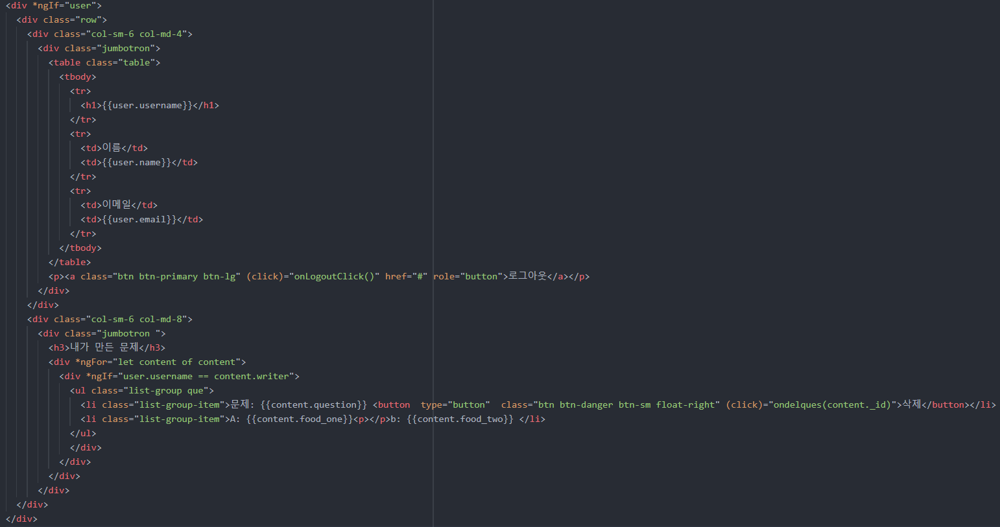 <div *ngIf="user">
<div class="row">
<div class="col-sm-6 col-md-4">
<div class="jumbotron">
<table class="table">
<tbody>
<tr>
<h1>{{user.username}}</h1>
</tr>
<tr>
<td>이름</td>
<td>{{user.name}}</td>
</tr>
<tr>
<td>이메일</td>
<td>{{user.email}}</td>
</tr>
</tbody>
</table>
<p><a class="btn btn-primary btn-lg" (click)="onLogoutClick()" href="#" role="button">로그아웃</a></p>
</div>
</div>
<div class="col-sm-6 col-md-8">
<div class="jumbotron ">
<h3>내가 만든 문제</h3>
<div *ngFor="let content of content">
<div *ngIf="user.username == content.writer">
<ul class="list-group que">
<li class="list-group-item">문제: {{content.question}} <button  type="button"  class="btn btn-danger btn-sm float-right" (click)="ondelques(content._id)">삭제</button></li>
<li class="list-group-item">A: {{content.food_one}}<p></p>b: {{content.food_two}} </li>
</ul>
</div>
</div>
</div>
</div>
</div>
</div>